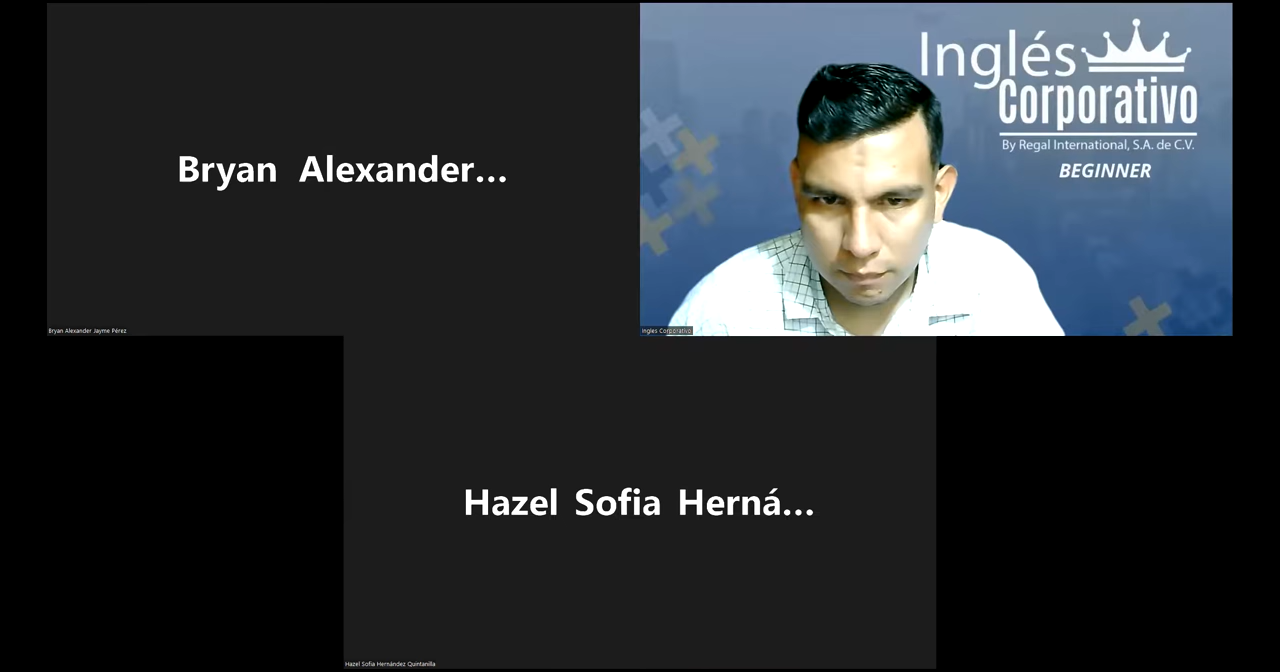 Bryan Alexander...
Bryan Alexander Jayme Pérez
Inglés
Corporativo
By Regal International, S.A. de C.V.
BEGINNER
Ingles Corporativo
Hazel Sofia Herná...
Hazel Sofia Hernández Quintanilla